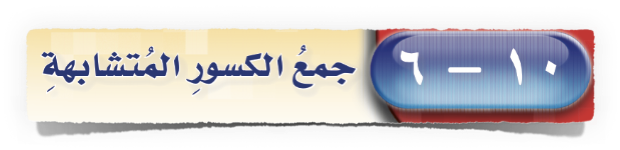 ١٠ – ٦ جمعُ الكسورِ المُتشابهةِ